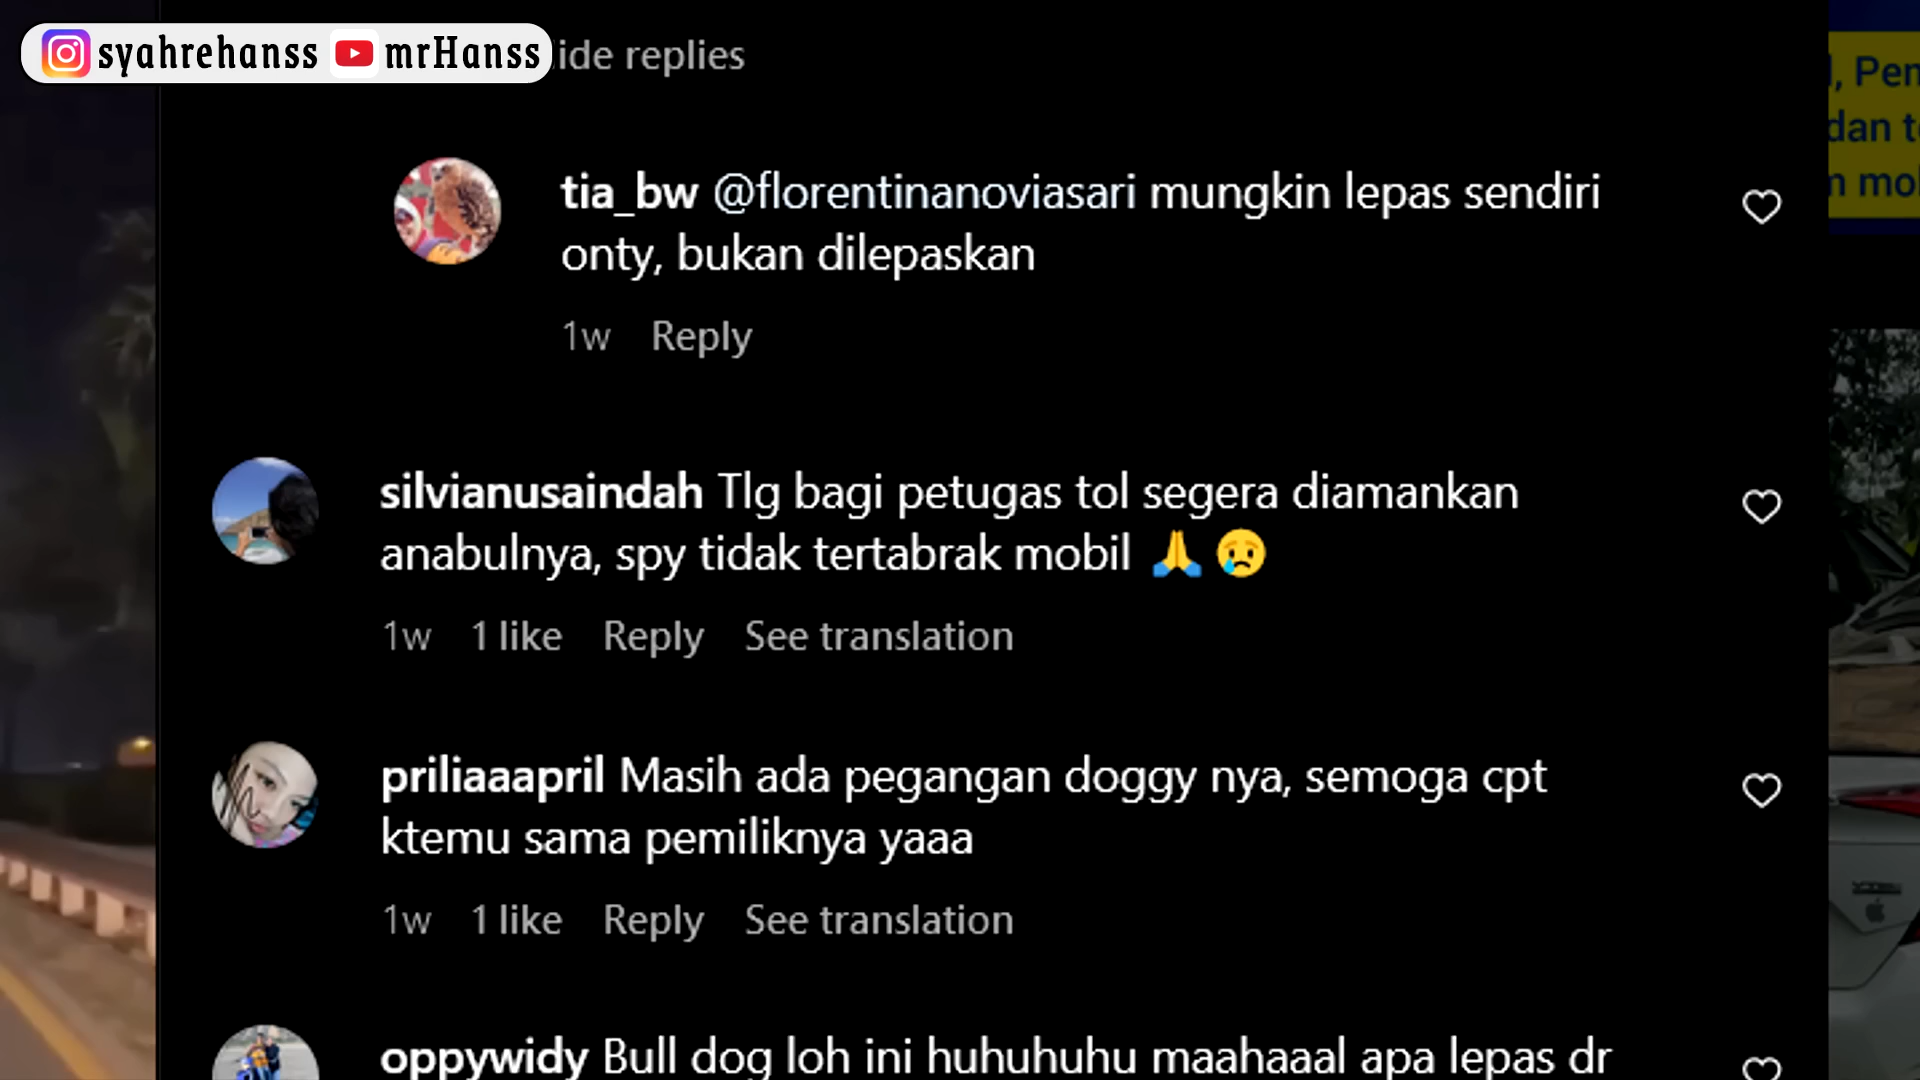 syahrehanss mrHanss
ide replies
tia_bw @florentinanoviasari mungkin lepas sendiri
onty, bukan dilepaskan
1w Reply
silvianusaindah Tlg bagi petugas tol segera diamankan
anabulnya, spy tidak tertabrak mobil 🙏😢
1w 1 like Reply See translation
priliaaapril Masih ada pegangan doggy nya, semoga cpt
ktemu sama pemiliknya yaaa
1w 1 like Reply See translation
oppywidy Bull dog loh ini huhuhuhu maahaaal apa lepas dr
, Pen
dan t
mo